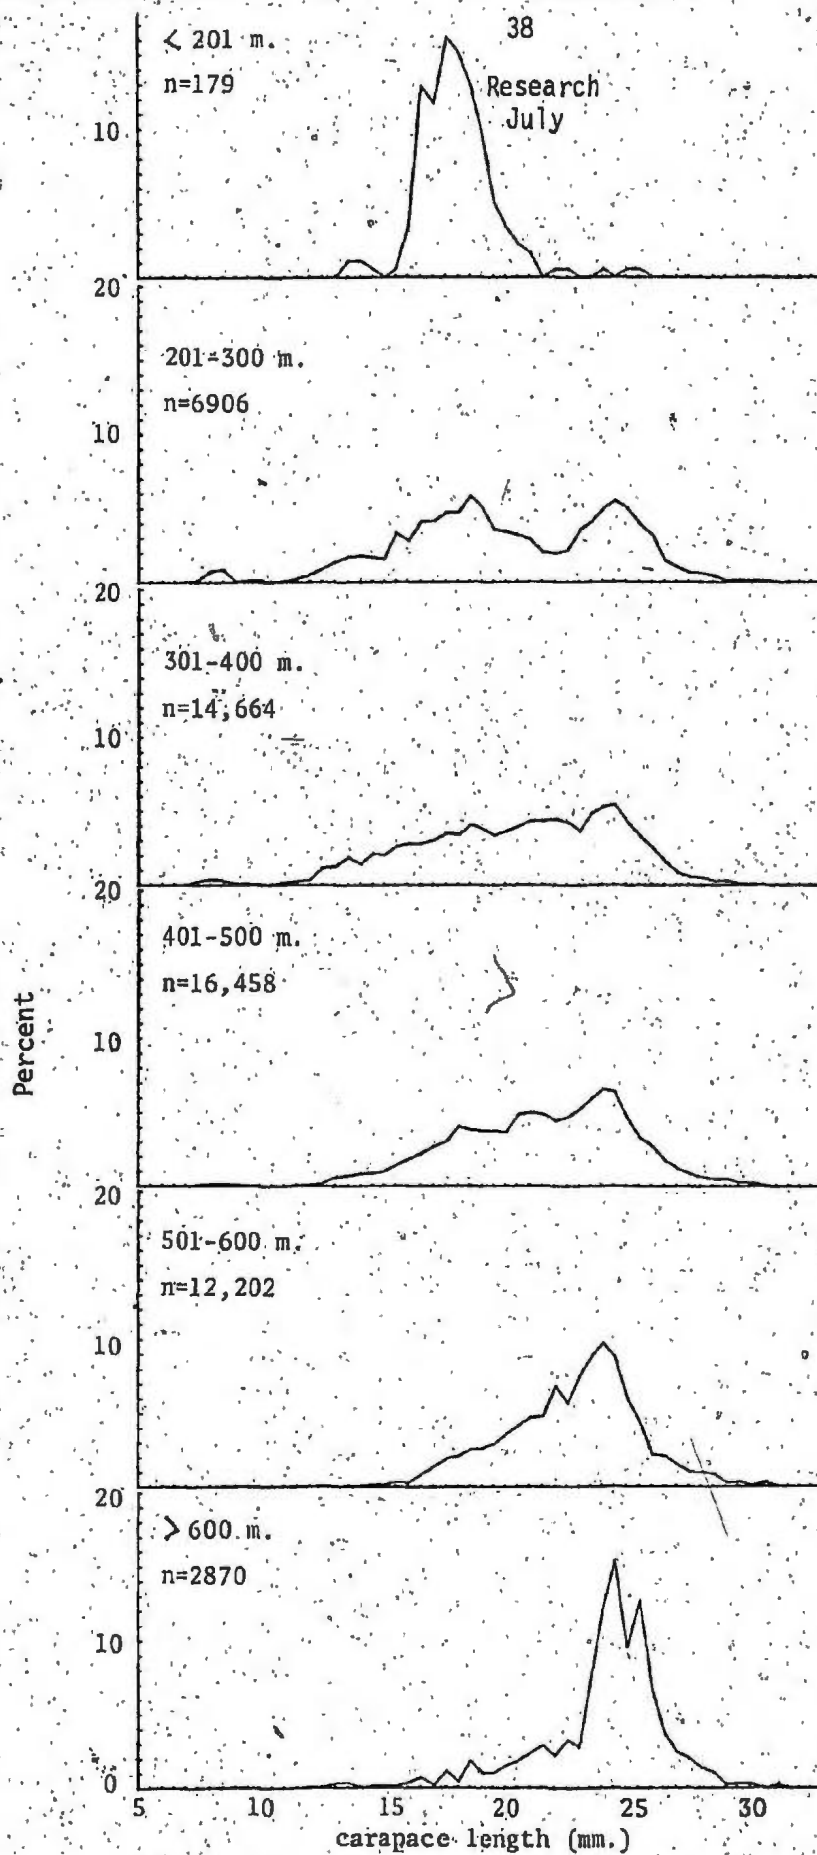 38
< 201 m.
n=179
Research
July
10
20
201-300 m.
n=6906
10
20
301-400 m.
n=14,664
10
20
401-500 m.
n=16,458
10
Percent
20
501-600 m.
n=12,202
10
20
> 600 m.
n=2870
10
0
5 10 15 20 25 30
carapace length (mm.)